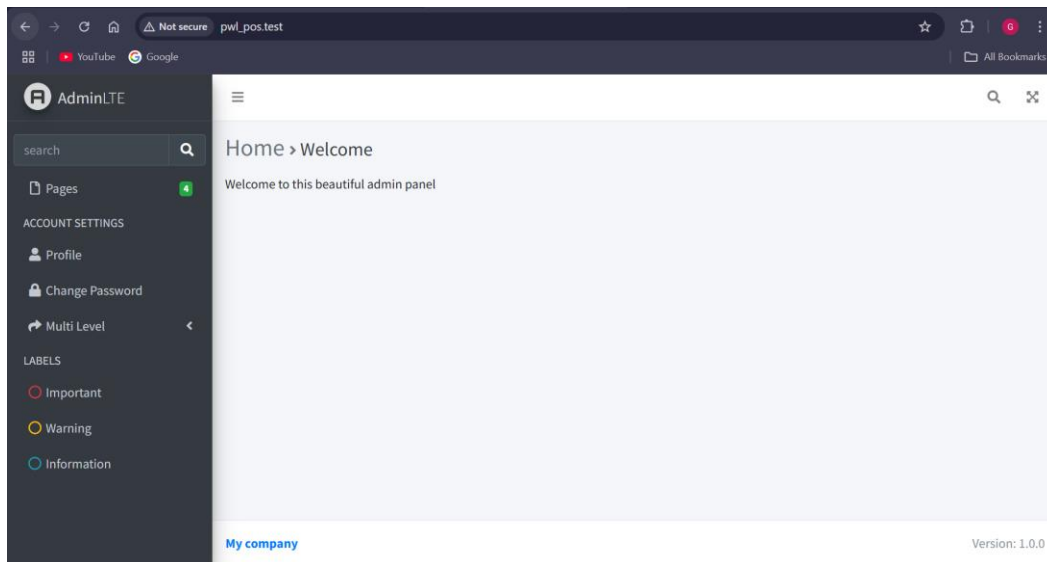 Not secure pwl_pos.test G
YouTube Google All Bookmarks
AdminLTE
search
Home › Welcome
Pages 4
Welcome to this beautiful admin panel
ACCOUNT SETTINGS
Profile
Change Password
Multi Level
LABELS
Important
Warning
Information
My company Version: 1.0.0